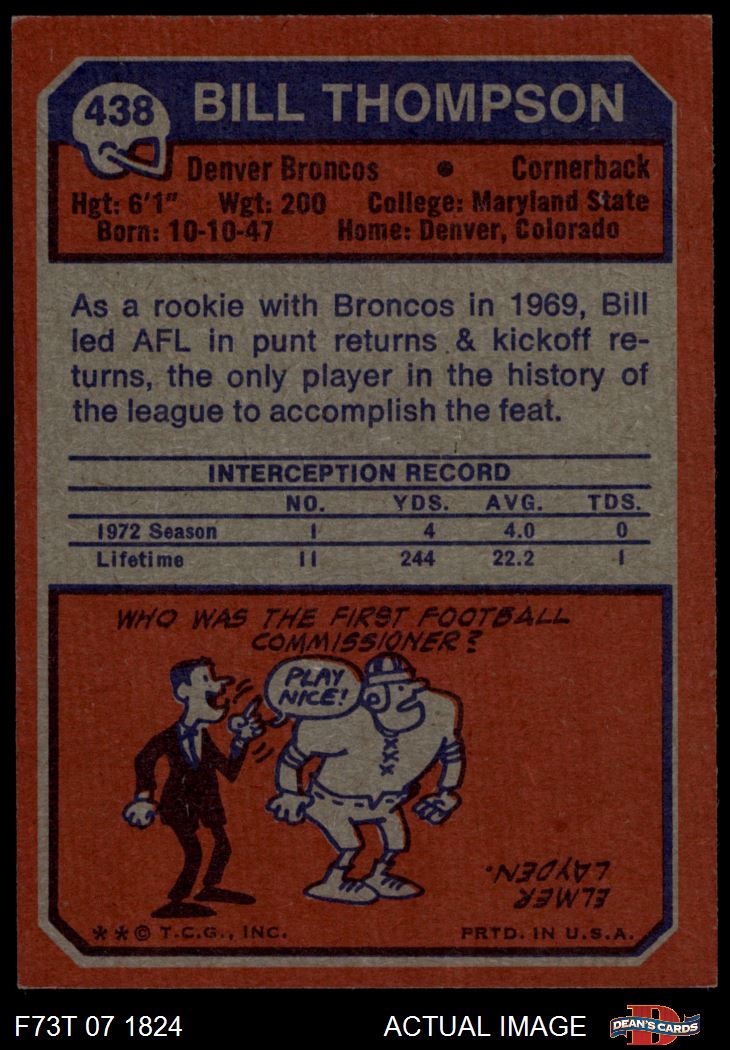 438 BILL THOMPSON
Denver Broncos • Cornerback
Hgt: 6'1" Wgt: 200 College: Maryland State
Born: 10-10-47 Home: Denver, Colorado
As a rookie with Broncos in 1969, Bill
led AFL in punt returns & kickoff re-
turns, the only player in the history of
the league to accomplish the feat.
INTERCEPTION RECORD
NO. YDS. AVG. TDS.
1972 Season 1 4 4.0 0
Lifetime 11 244 22.2 1
WHO WAS THE FIRST FOOTBALL
COMMISSIONER?
PLAY
NICE!
ELMER
LAYDEN.
**© T.C.G., INC. PRTD. IN U.S.A.
F73T 07 1824 ACTUAL IMAGE DEAN'S CARDS